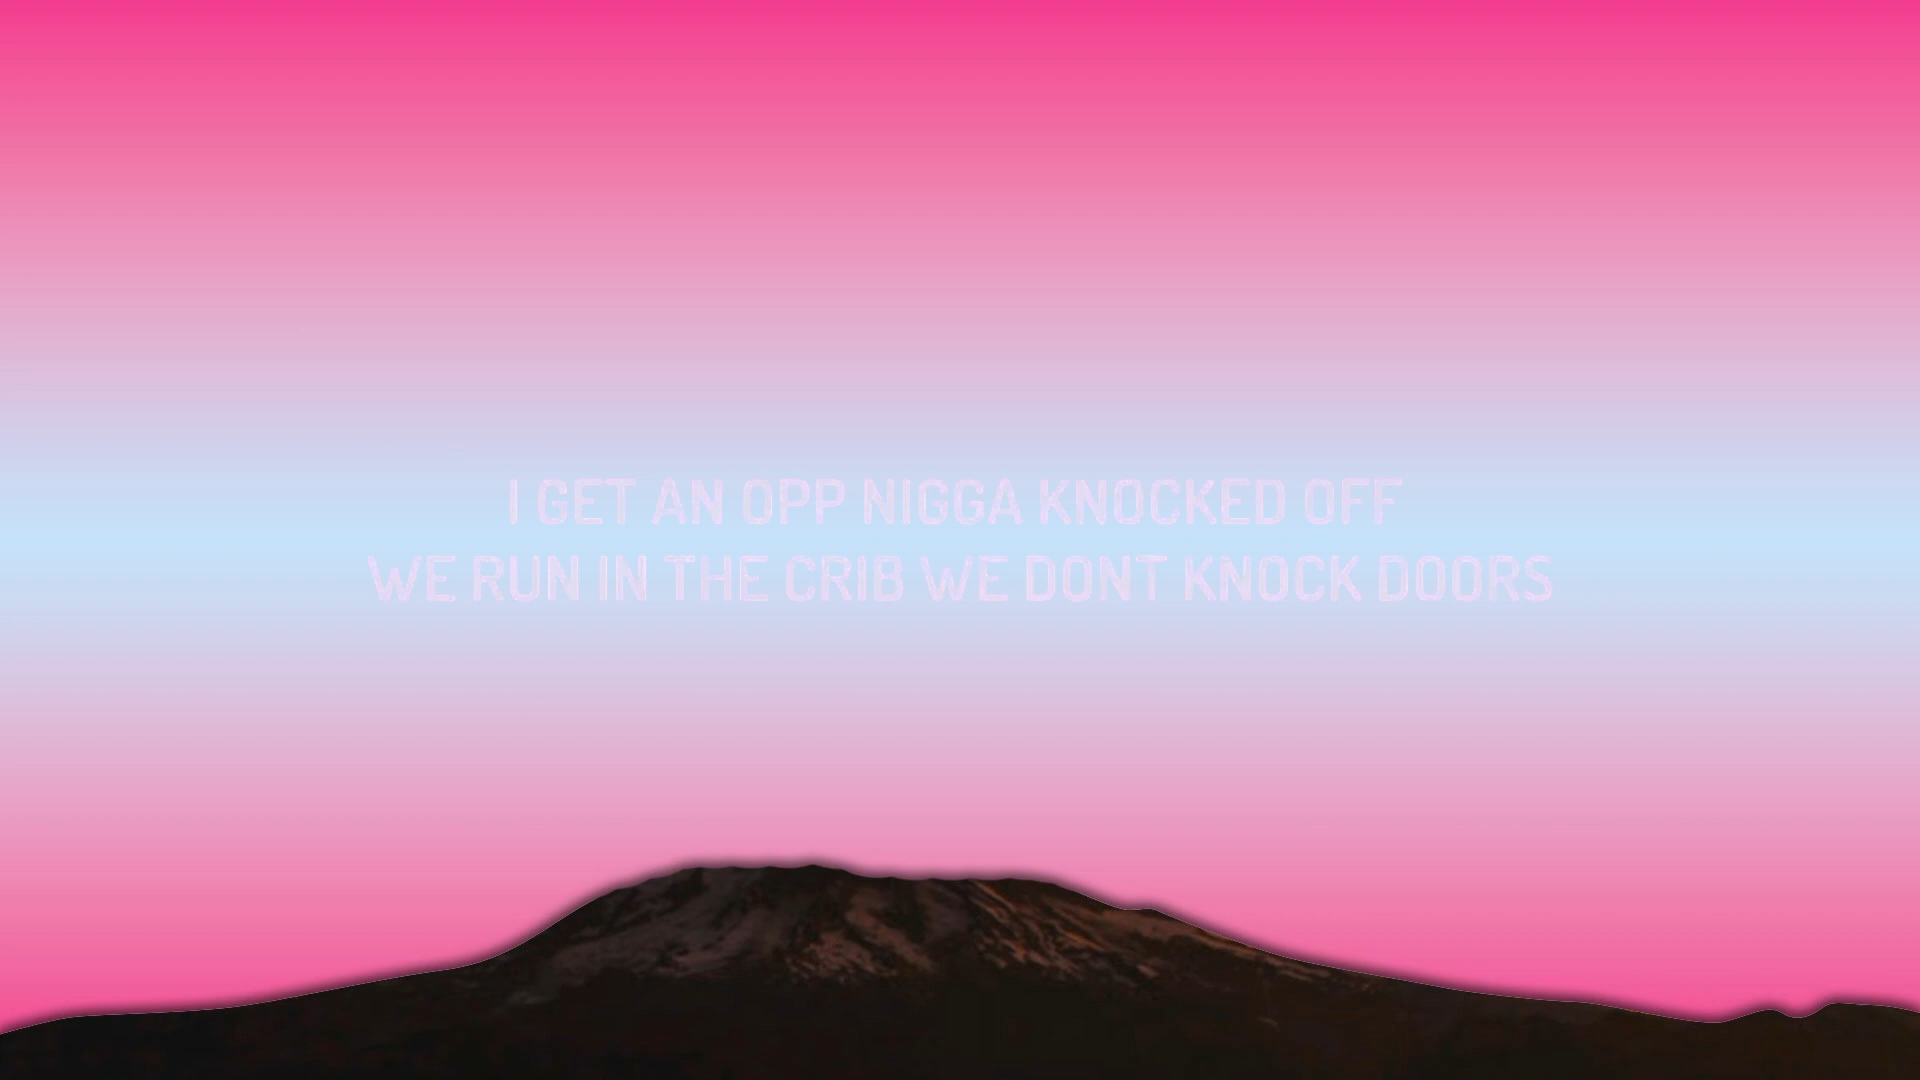 I GET AN OPP NIGGA KNOCKED OFF
WE RUN IN THE CRIB WE DONT KNOCK DOORS